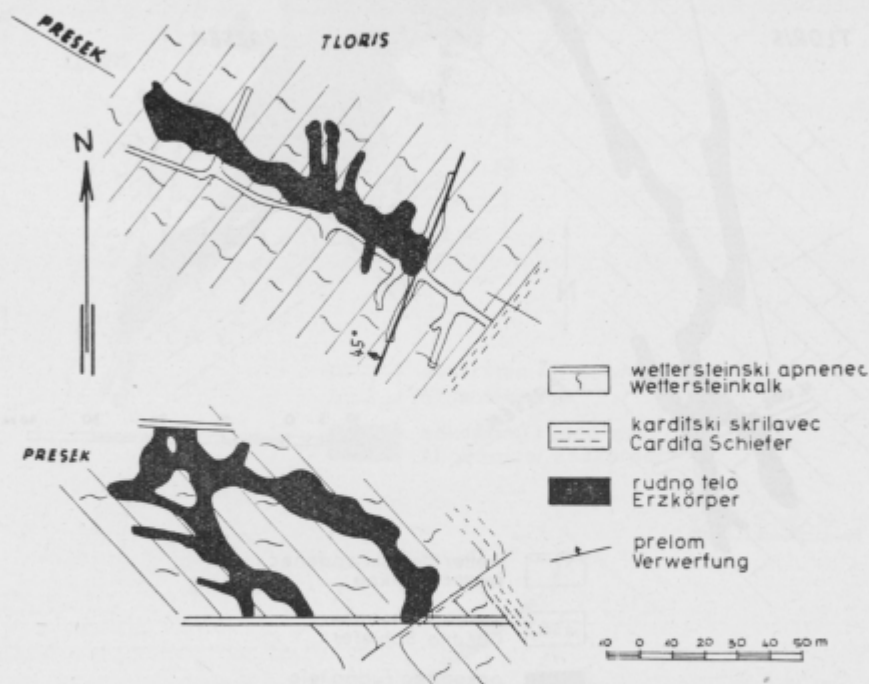 PRESEK
TLORIS
N
45°
PRESEK
wettersteinski apnenec
Wettersteinkalk
karditski skrilavec
Cardita Schiefer
rudno telo
Erzkörper
prelom
Verwerfung
10 0 10 20 30 40 50 m